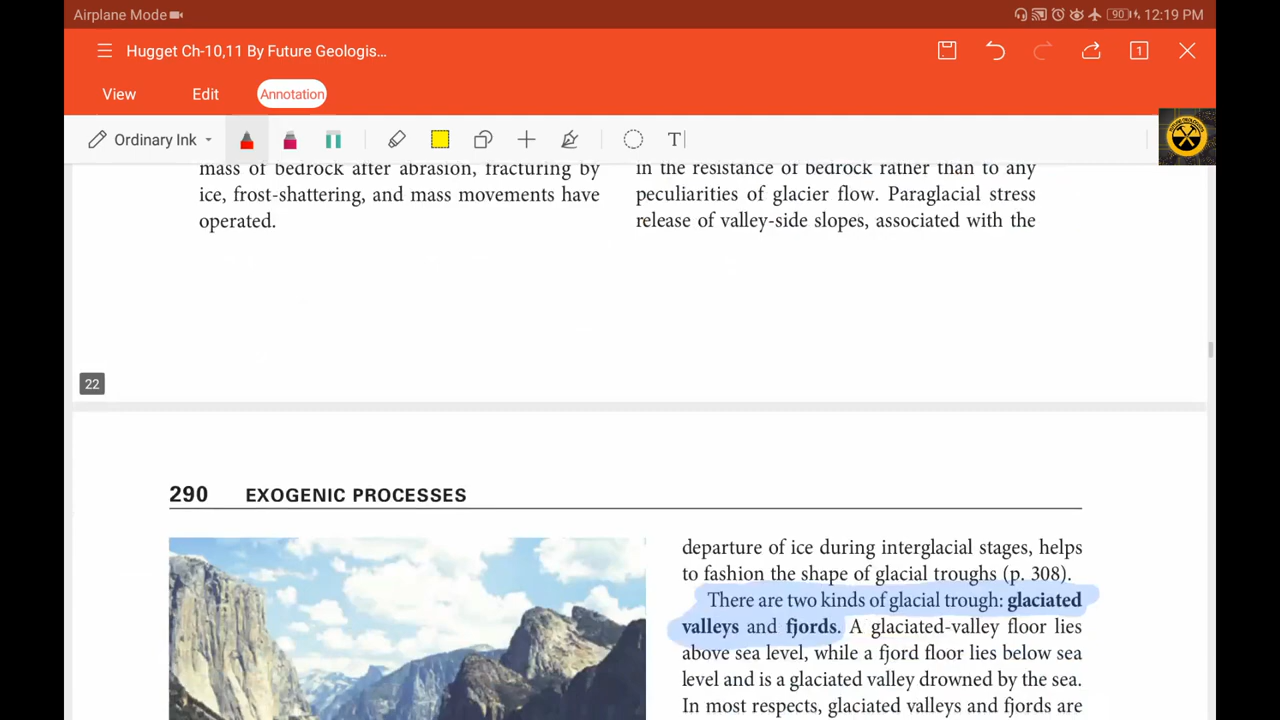 Airplane Mode
90
12:19 PM
Hugget Ch-10,11 By Future Geologis...
1
View
Edit
Annotation
Ordinary Ink
T
mass of bedrock after abrasion, fracturing by
ice, frost-shattering, and mass movements have
operated.
in the resistance of bedrock rather than to any
peculiarities of glacier flow. Paraglacial stress
release of valley-side slopes, associated with the
22
290 EXOGENIC PROCESSES
departure of ice during interglacial stages, helps
to fashion the shape of glacial troughs (p. 308).
There are two kinds of glacial trough: glaciated
valleys and fjords. A glaciated-valley floor lies
above sea level, while a fjord floor lies below sea
level and is a glaciated valley drowned by the sea.
In most respects, glaciated valleys and fjords are